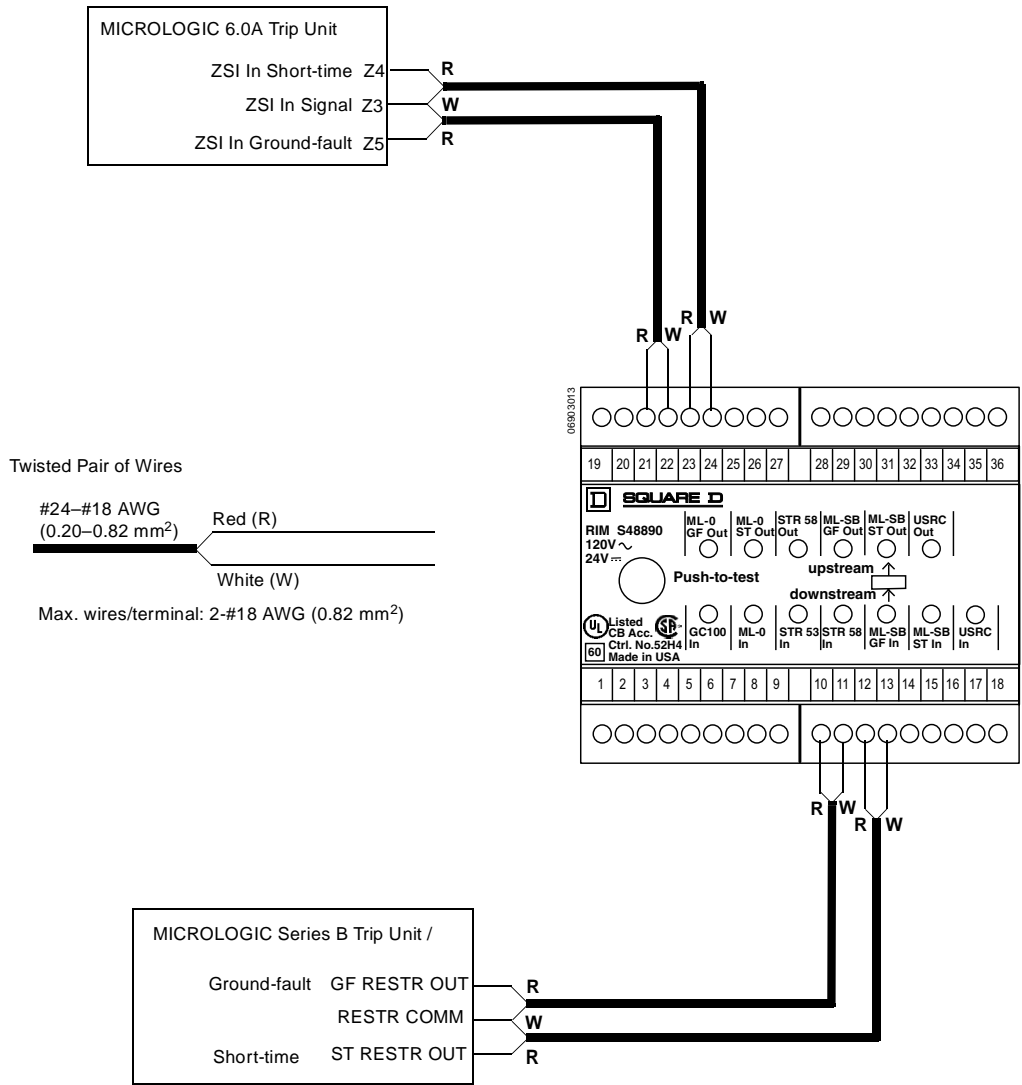 MICROLOGIC 6.0A Trip Unit
ZSI In Short-time Z4
R
ZSI In Signal Z3
W
ZSI In Ground-fault Z5
R
R W
R W
06903013
19 20 21 22 23 24 25 26 27 28 29 30 31 32 33 34 35 36
Twisted Pair of Wires
#24–#18 AWG
(0.20–0.82 mm²)
Red (R)
White (W)
Max. wires/terminal: 2-#18 AWG (0.82 mm²)
D SQUARE D
RIM S48890
120V ~
24V ⎓
ML-0
GF Out
ML-0
ST Out
STR 58
Out
ML-SB
GF Out
ML-SB
ST Out
USRC
Out
Push-to-test
upstream
downstream
UL Listed
CB Acc.
Ctrl. No.52H4
Made in USA
SA
60
GC100
In
ML-0
In
STR 53
In
STR 58
In
ML-SB
GF In
ML-SB
ST In
USRC
In
1 2 3 4 5 6 7 8 9 10 11 12 13 14 15 16 17 18
R W
R W
MICROLOGIC Series B Trip Unit /
Ground-fault GF RESTR OUT
R
RESTR COMM
W
Short-time ST RESTR OUT
R